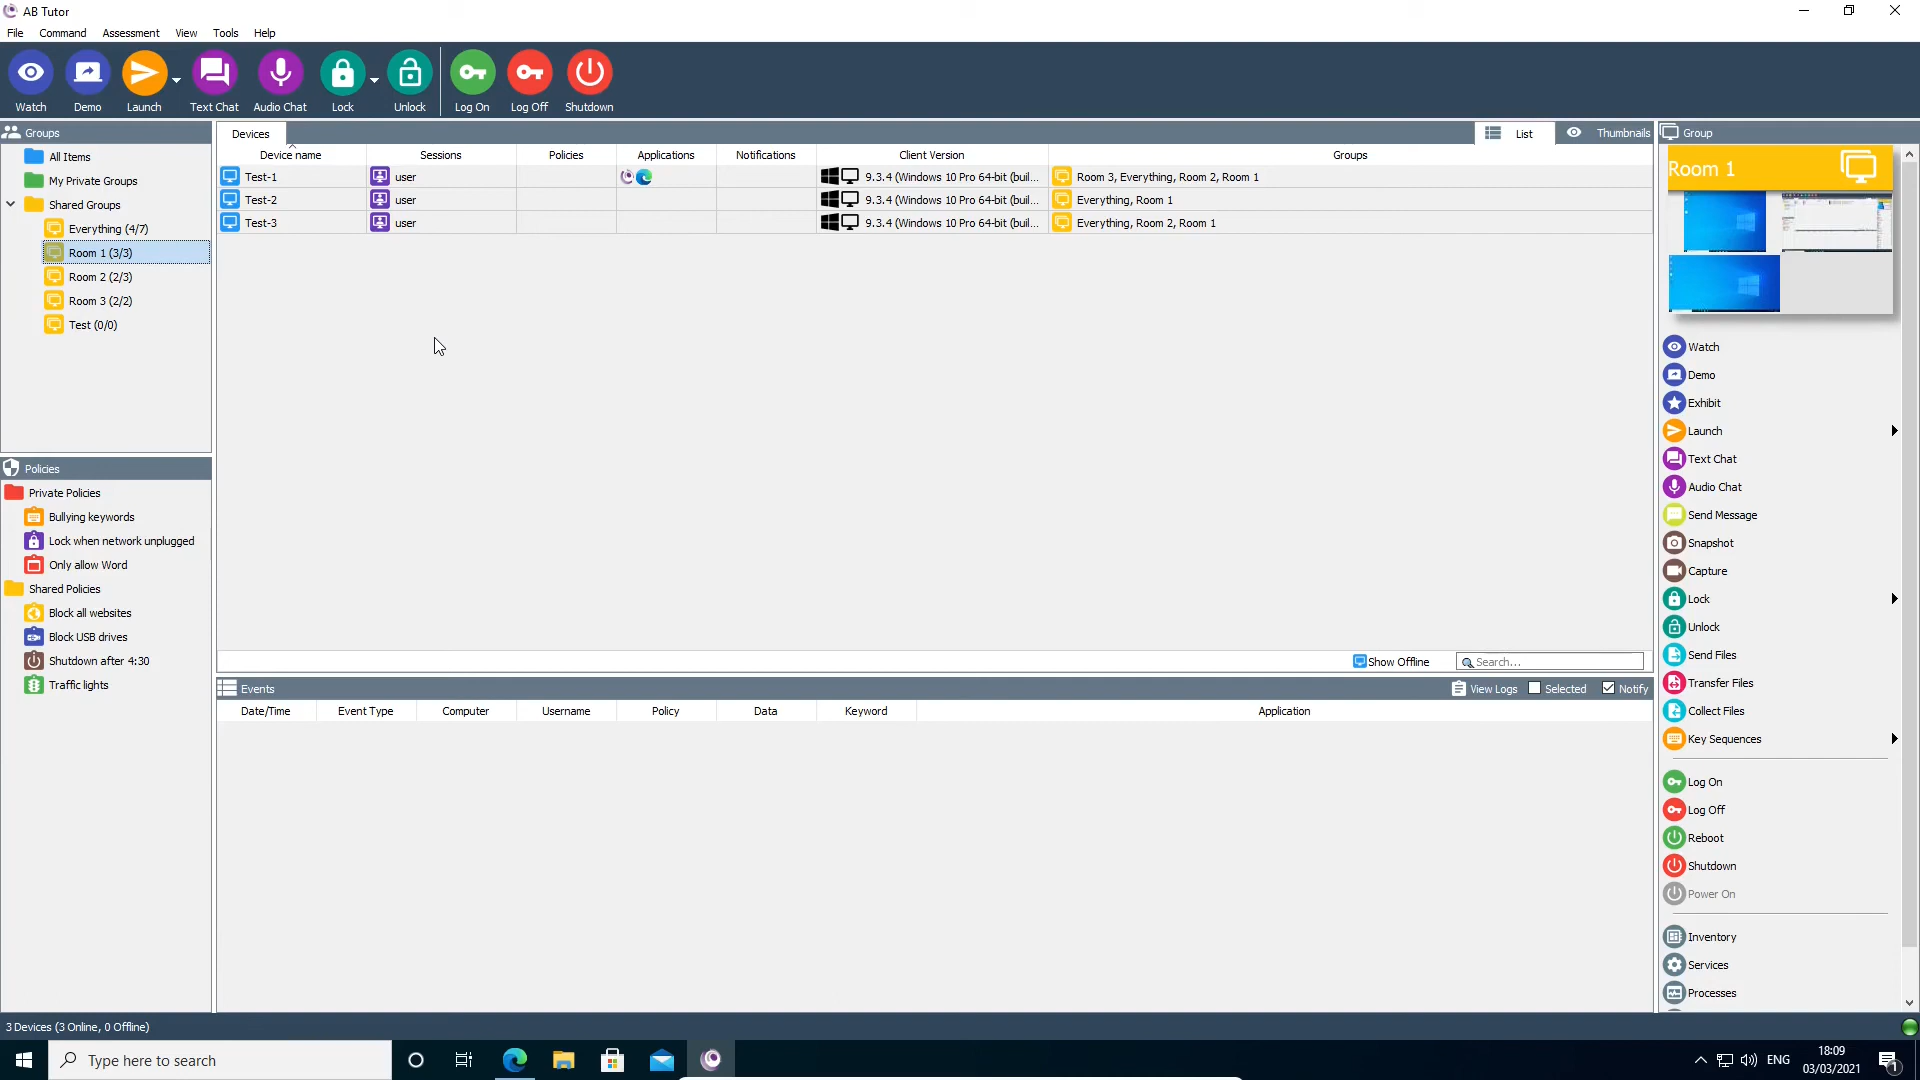 AB Tutor
File Command Assessment View Tools Help
Watch Demo Launch Text Chat Audio Chat Lock Unlock Log On Log Off Shutdown
Groups
All Items
My Private Groups
Shared Groups
Everything (4/7)
Room 1 (3/3)
Room 2 (2/3)
Room 3 (2/2)
Test (0/0)
Policies
Private Policies
Bullying keywords
Lock when network unplugged
Only allow Word
Shared Policies
Block all websites
Block USB drives
Shutdown after 4:30
Traffic lights
Devices List Thumbnails
Device name Sessions Policies Applications Notifications Client Version Groups
Test-1 user 9.3.4 (Windows 10 Pro 64-bit (buil... Room 3, Everything, Room 2, Room 1
Test-2 user 9.3.4 (Windows 10 Pro 64-bit (buil... Everything, Room 1
Test-3 user 9.3.4 (Windows 10 Pro 64-bit (buil... Everything, Room 2, Room 1
Show Offline Search...
Events View Logs Selected Notify
Date/Time Event Type Computer Username Policy Data Keyword Application
Group
Room 1
Watch
Demo
Exhibit
Launch
Text Chat
Audio Chat
Send Message
Snapshot
Capture
Lock
Unlock
Send Files
Transfer Files
Collect Files
Key Sequences
Log On
Log Off
Reboot
Shutdown
Power On
Inventory
Services
Processes
3 Devices (3 Online, 0 Offline)
Type here to search
ENG
18:09
03/03/2021
1